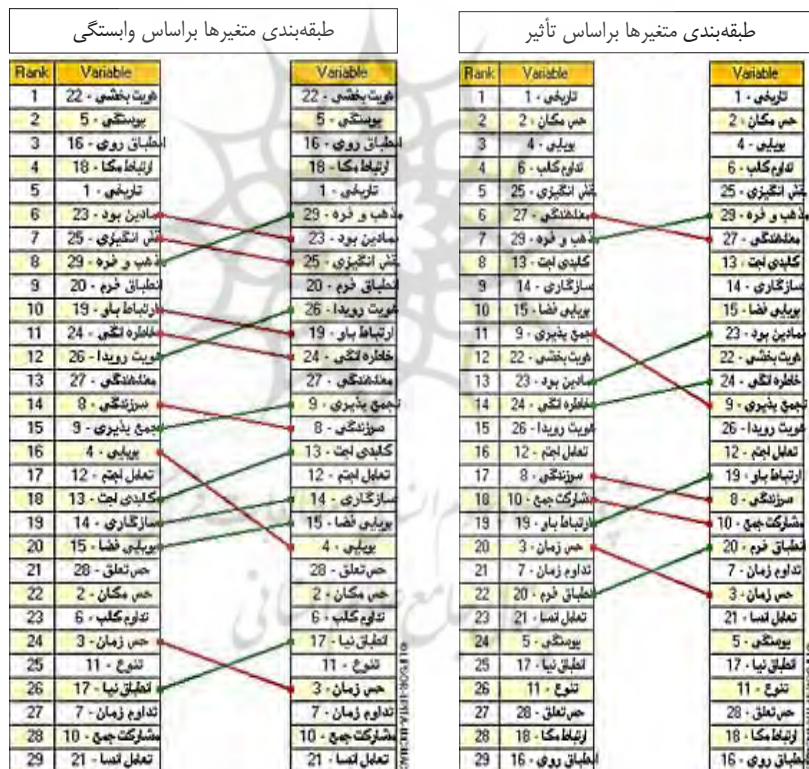 طبقه‌بندی متغیرها براساس تأثیر
Rank Variable Variable
1 تاریخی - 1 تاریخی - 1
2 حس مکان - 2 حس مکان - 2
3 پویایی - 4 پویایی - 4
4 تداوم کالب - 6 تداوم کالب - 6
5 نقش انگیزی - 25 نقش انگیزی - 25
6 معناهندگی - 27 مذهب و فره - 29
7 مذهب و فره - 29 معناهندگی - 27
8 کالبدی اجت - 13 کالبدی اجت - 13
9 سازگاری - 14 سازگاری - 14
10 پویایی فضا - 15 پویایی فضا - 15
11 تجمع پذیری - 9 نمادین بود - 23
12 هویت بخشی - 22 هویت بخشی - 22
13 نمادین بود - 23 خاطره انگی - 24
14 خاطره انگی - 24 تجمع پذیری - 9
15 هویت رویدا - 26 هویت رویدا - 26
16 تعامل اجتم - 12 تعامل اجتم - 12
17 سرزندگی - 8 ارتباط باو - 19
18 مشارکت جمع - 10 سرزندگی - 8
19 ارتباط باو - 19 مشارکت جمع - 10
20 حس زمان - 3 انطباق فرم - 20
21 تداوم زمان - 7 تداوم زمان - 7
22 انطباق فرم - 20 حس زمان - 3
23 تعامل انسا - 21 تعامل انسا - 21
24 پیوستگی - 5 پیوستگی - 5
25 انطباق نیا - 17 انطباق نیا - 17
26 تنوع - 11 تنوع - 11
27 حس تعلق - 28 حس تعلق - 28
28 ارتباط مکا - 18 ارتباط مکا - 18
29 انطباق روی - 16 انطباق روی - 16
طبقه‌بندی متغیرها براساس وابستگی
Rank Variable Variable
1 هویت بخشی - 22 هویت بخشی - 22
2 پیوستگی - 5 پیوستگی - 5
3 انطباق روی - 16 انطباق روی - 16
4 ارتباط مکا - 18 ارتباط مکا - 18
5 تاریخی - 1 تاریخی - 1
6 نمادین بود - 23 مذهب و فره - 29
7 نقش انگیزی - 25 نمادین بود - 23
8 مذهب و فره - 29 نقش انگیزی - 25
9 انطباق فرم - 20 انطباق فرم - 20
10 ارتباط باو - 19 هویت رویدا - 26
11 خاطره انگی - 24 ارتباط باو - 19
12 هویت رویدا - 26 خاطره انگی - 24
13 معناهندگی - 27 معناهندگی - 27
14 سرزندگی - 8 تجمع پذیری - 9
15 تجمع پذیری - 9 سرزندگی - 8
16 پویایی - 4 کالبدی اجت - 13
17 تعامل اجتم - 12 تعامل اجتم - 12
18 کالبدی اجت - 13 سازگاری - 14
19 سازگاری - 14 پویایی فضا - 15
20 پویایی فضا - 15 پویایی - 4
21 حس تعلق - 28 حس تعلق - 28
22 حس مکان - 2 حس مکان - 2
23 تداوم کالب - 6 تداوم کالب - 6
24 حس زمان - 3 انطباق نیا - 17
25 تنوع - 11 تنوع - 11
26 انطباق نیا - 17 حس زمان - 3
27 تداوم زمان - 7 تداوم زمان - 7
28 مشارکت جمع - 10 مشارکت جمع - 10
29 تعامل انسا - 21 تعامل انسا - 21